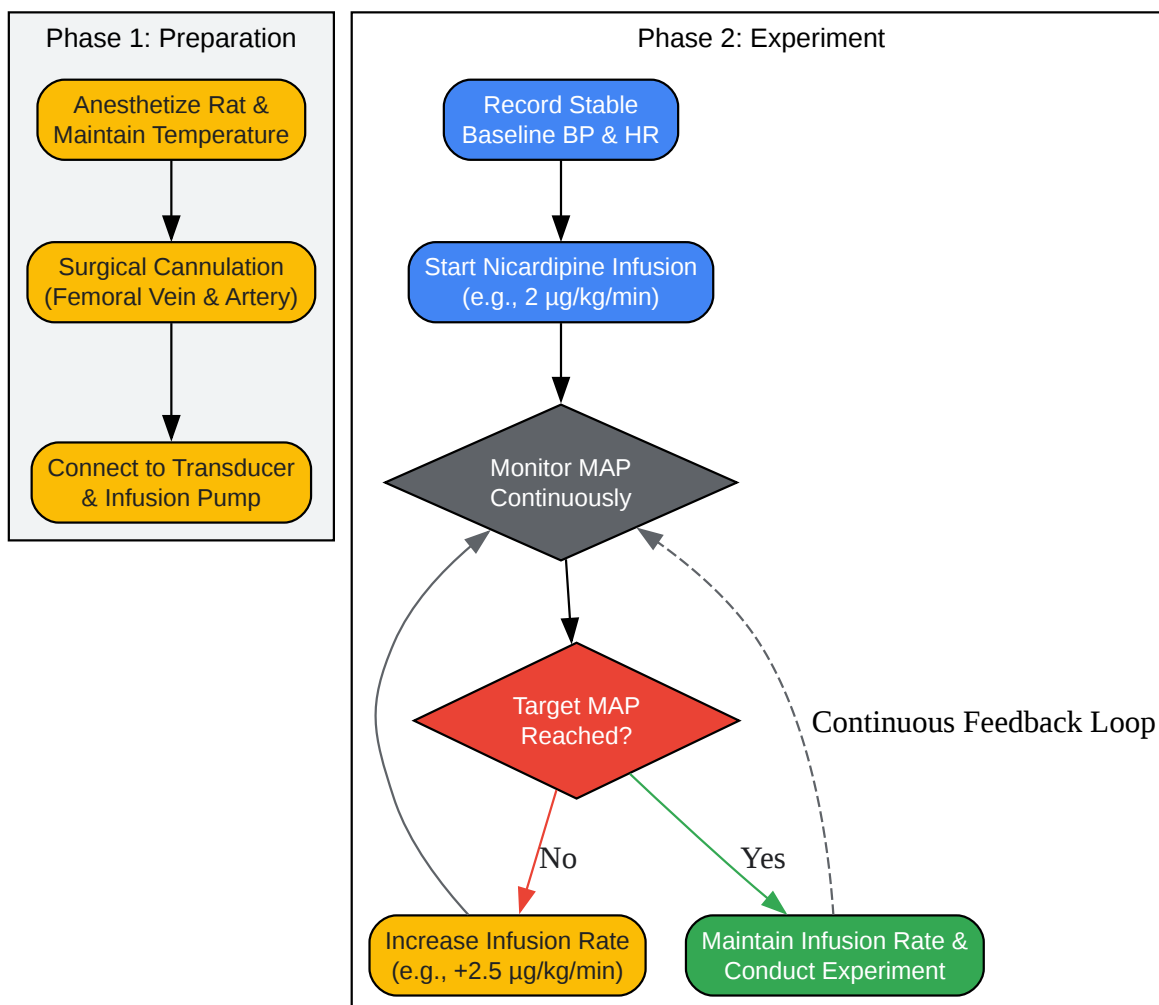 Phase 1: Preparation
Anesthetize Rat &
Maintain Temperature
Surgical Cannulation
(Femoral Vein & Artery)
Connect to Transducer
& Infusion Pump
Phase 2: Experiment
Record Stable
Baseline BP & HR
Start Nicardipine Infusion
(e.g., 2 µg/kg/min)
Monitor MAP
Continuously
Target MAP
Reached?
Continuous Feedback Loop
No
Yes
Increase Infusion Rate
(e.g., +2.5 µg/kg/min)
Maintain Infusion Rate &
Conduct Experiment